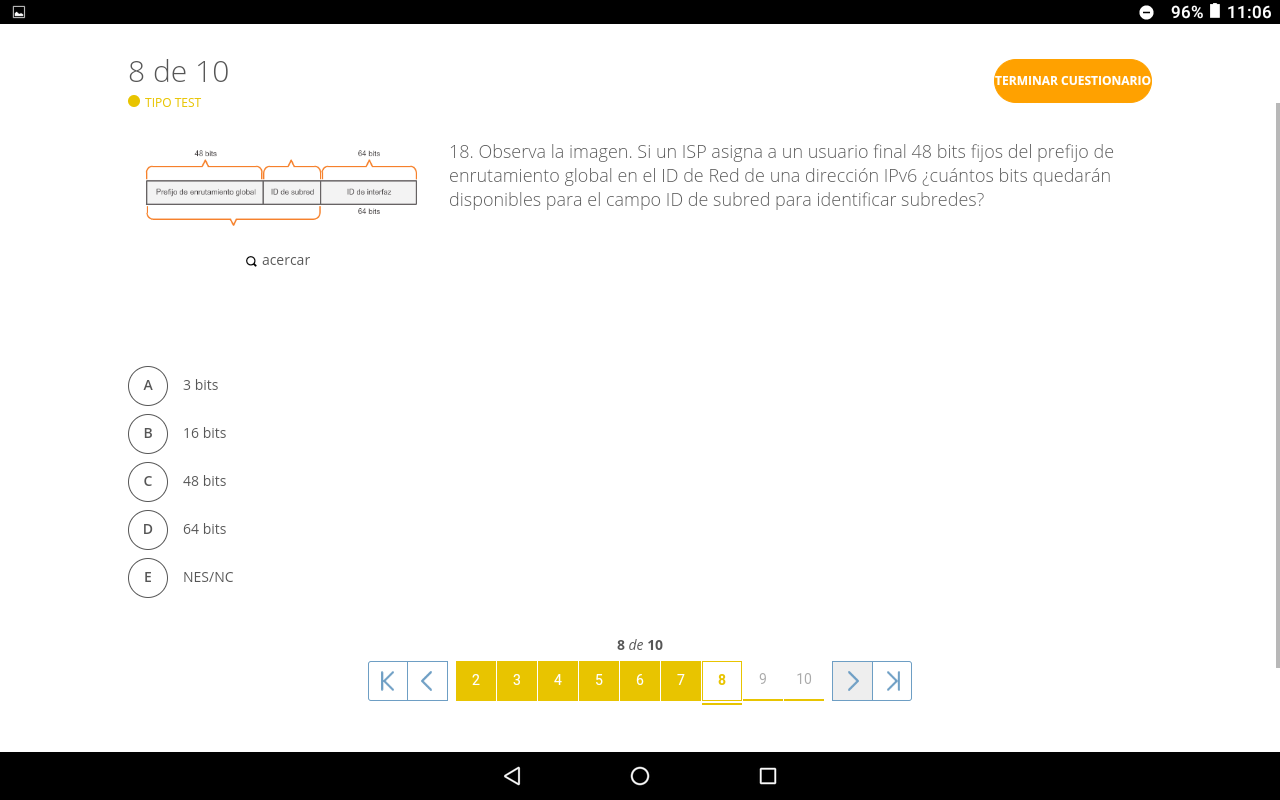 96% 11:06
8 de 10
TERMINAR CUESTIONARIO
TIPO TEST
48 bits 64 bits
Prefijo de enrutamiento global ID de subred ID de interfaz
64 bits
acercar
18. Observa la imagen. Si un ISP asigna a un usuario final 48 bits fijos del prefijo de
enrutamiento global en el ID de Red de una dirección IPv6 ¿cuántos bits quedarán
disponibles para el campo ID de subred para identificar subredes?
A 3 bits
B 16 bits
C 48 bits
D 64 bits
E NES/NC
8 de 10
2 3 4 5 6 7 8 9 10